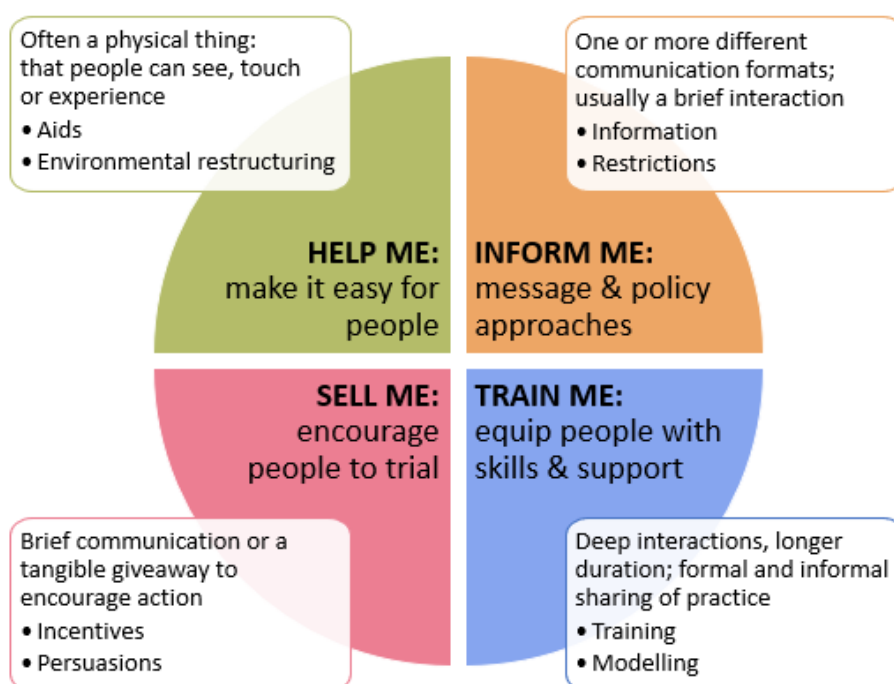 Often a physical thing:
that people can see, touch
or experience
• Aids
• Environmental restructuring
One or more different
communication formats;
usually a brief interaction
• Information
• Restrictions
HELP ME:
make it easy for
people
INFORM ME:
message & policy
approaches
SELL ME:
encourage
people to trial
TRAIN ME:
equip people with
skills & support
Brief communication or a
tangible giveaway to
encourage action
• Incentives
• Persuasions
Deep interactions, longer
duration; formal and informal
sharing of practice
• Training
• Modelling